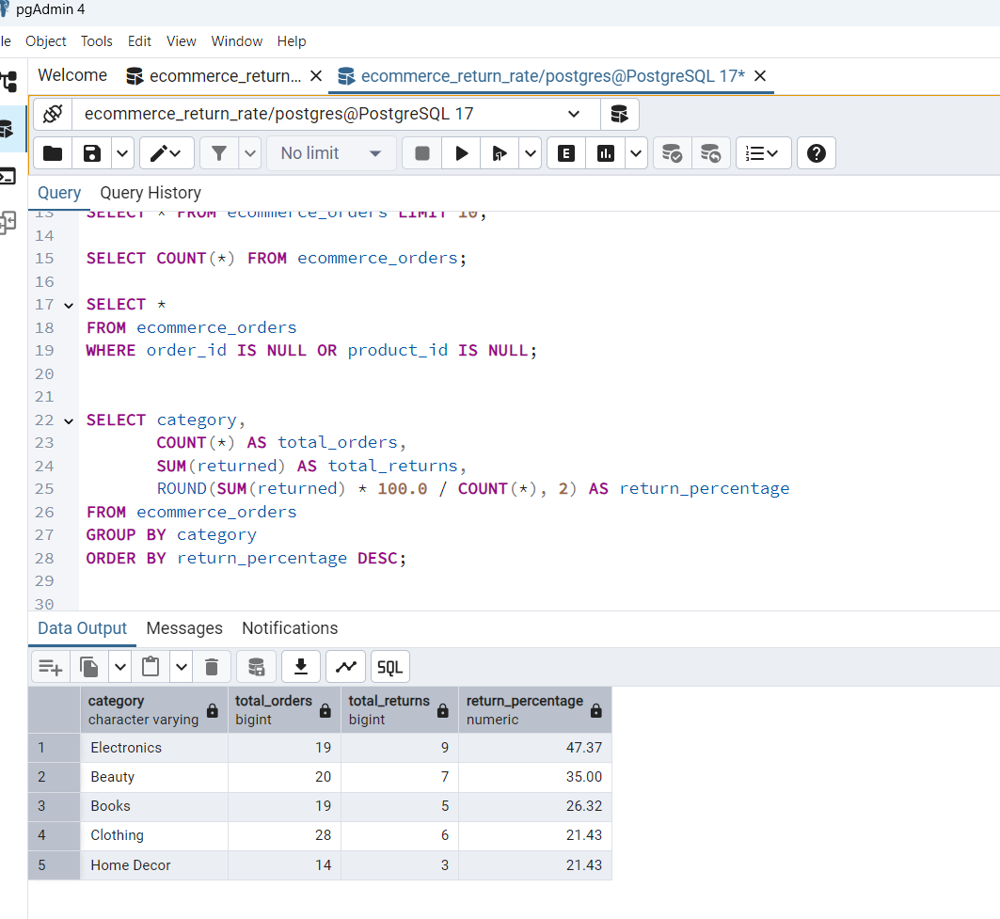 pgAdmin 4
le Object Tools Edit View Window Help
Welcome ecommerce_return... ecommerce_return_rate/postgres@PostgreSQL 17*
ecommerce_return_rate/postgres@PostgreSQL 17
No limit E
Query Query History
13 SELECT * FROM ecommerce_orders LIMIT 10;
14
15 SELECT COUNT(*) FROM ecommerce_orders;
16
17 SELECT *
18 FROM ecommerce_orders
19 WHERE order_id IS NULL OR product_id IS NULL;
20
21
22 SELECT category,
23 COUNT(*) AS total_orders,
24 SUM(returned) AS total_returns,
25 ROUND(SUM(returned) * 100.0 / COUNT(*), 2) AS return_percentage
26 FROM ecommerce_orders
27 GROUP BY category
28 ORDER BY return_percentage DESC;
29
30
Data Output Messages Notifications
SQL
category total_orders total_returns return_percentage
character varying bigint bigint numeric
1 Electronics 19 9 47.37
2 Beauty 20 7 35.00
3 Books 19 5 26.32
4 Clothing 28 6 21.43
5 Home Decor 14 3 21.43